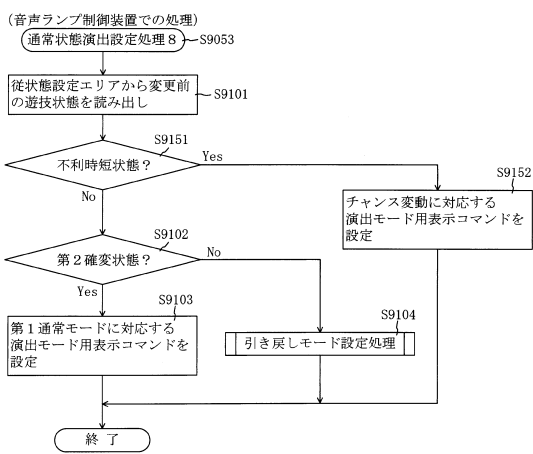 (音声ランプ制御装置での処理)
通常状態演出設定処理8
S9053
従状態設定エリアから変更前
の遊技状態を読み出し
S9101
S9151
不利時短状態?
Yes
No
S9152
チャンス変動に対応する
演出モード用表示コマンドを
設定
S9102
第2確変状態?
No
Yes
S9103
第1通常モードに対応する
演出モード用表示コマンドを
設定
S9104
引き戻しモード設定処理
終了